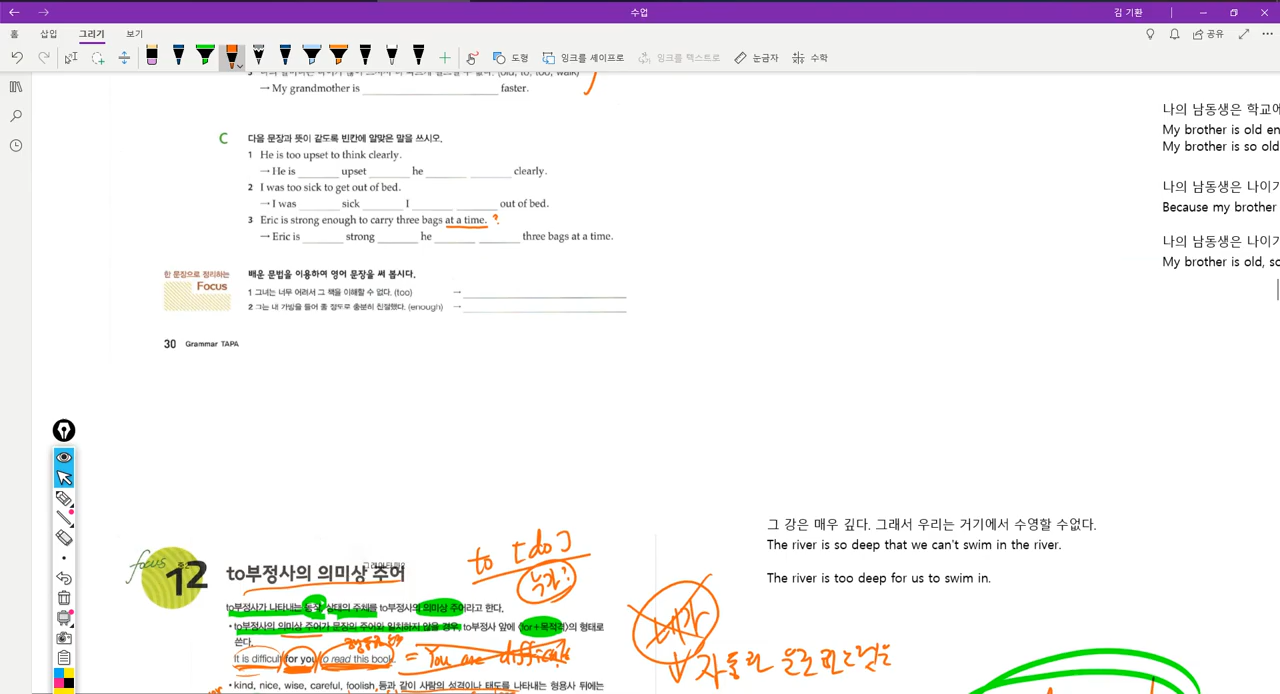 수업
김 기환
홈 삽입 그리기 보기
공유
도형
잉크를 셰이프로
잉크를 텍스트로
눈금자
수학
→ My grandmother is ____ faster.
C 다음 문장과 뜻이 같도록 빈칸에 알맞은 말을 쓰시오.
1 He is too upset to think clearly.
→ He is ____ upset ____ he ____ ____ clearly.
2 I was too sick to get out of bed.
→ I was ____ sick ____ I ____ ____ out of bed.
3 Eric is strong enough to carry three bags at a time. ?
→ Eric is ____ strong ____ he ____ ____ three bags at a time.
한 문장으로 정리하는
Focus
배운 문법을 이용하여 영어 문장을 써 봅시다.
1 그녀는 너무 어려서 그 책을 이해할 수 없다. (too) → ____
2 그는 내 가방을 들어 줄 정도로 충분히 친절했다. (enough) → ____
30 Grammar TAPA
나의 남동생은 학교에
My brother is old en
My brother is so old
나의 남동생은 나이가
Because my brother
나의 남동생은 나이가
My brother is old, so
그 강은 매우 깊다. 그래서 우리는 거기에서 수영할 수없다.
The river is so deep that we can't swim in the river.
The river is too deep for us to swim in.
focus 12
to부정사의 의미상 주어
to [do]
누가?
to부정사가 나타내는 동작, 상태의 주체를 to부정사의 의미상 주어라고 한다.
• to부정사의 의미상 주어가 문장의 주어와 일치하지 않을 경우, to부정사 앞에 〈for+목적격〉의 형태로
쓴다.
It is difficult for you to read this book. = You are difficult
• kind, nice, wise, careful, foolish, 등과 같이 사람의 성격이나 태도를 나타내는 형용사 뒤에는